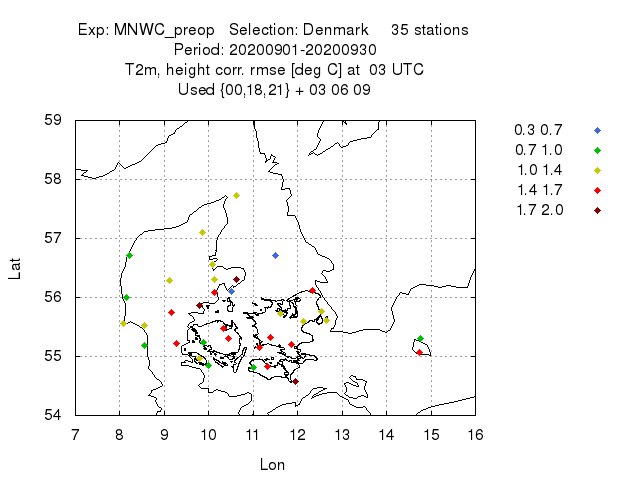 Exp: MNWC_preop   Selection: Denmark     35 stations
Period: 20200901-20200930
T2m, height corr. rmse [deg C] at  03 UTC
Used {00,18,21} + 03 06 09
0.3 0.7
0.7 1.0
1.0 1.4
1.4 1.7
1.7 2.0
59
58
57
56
55
54
Lat
7 8 9 10 11 12 13 14 15 16
Lon